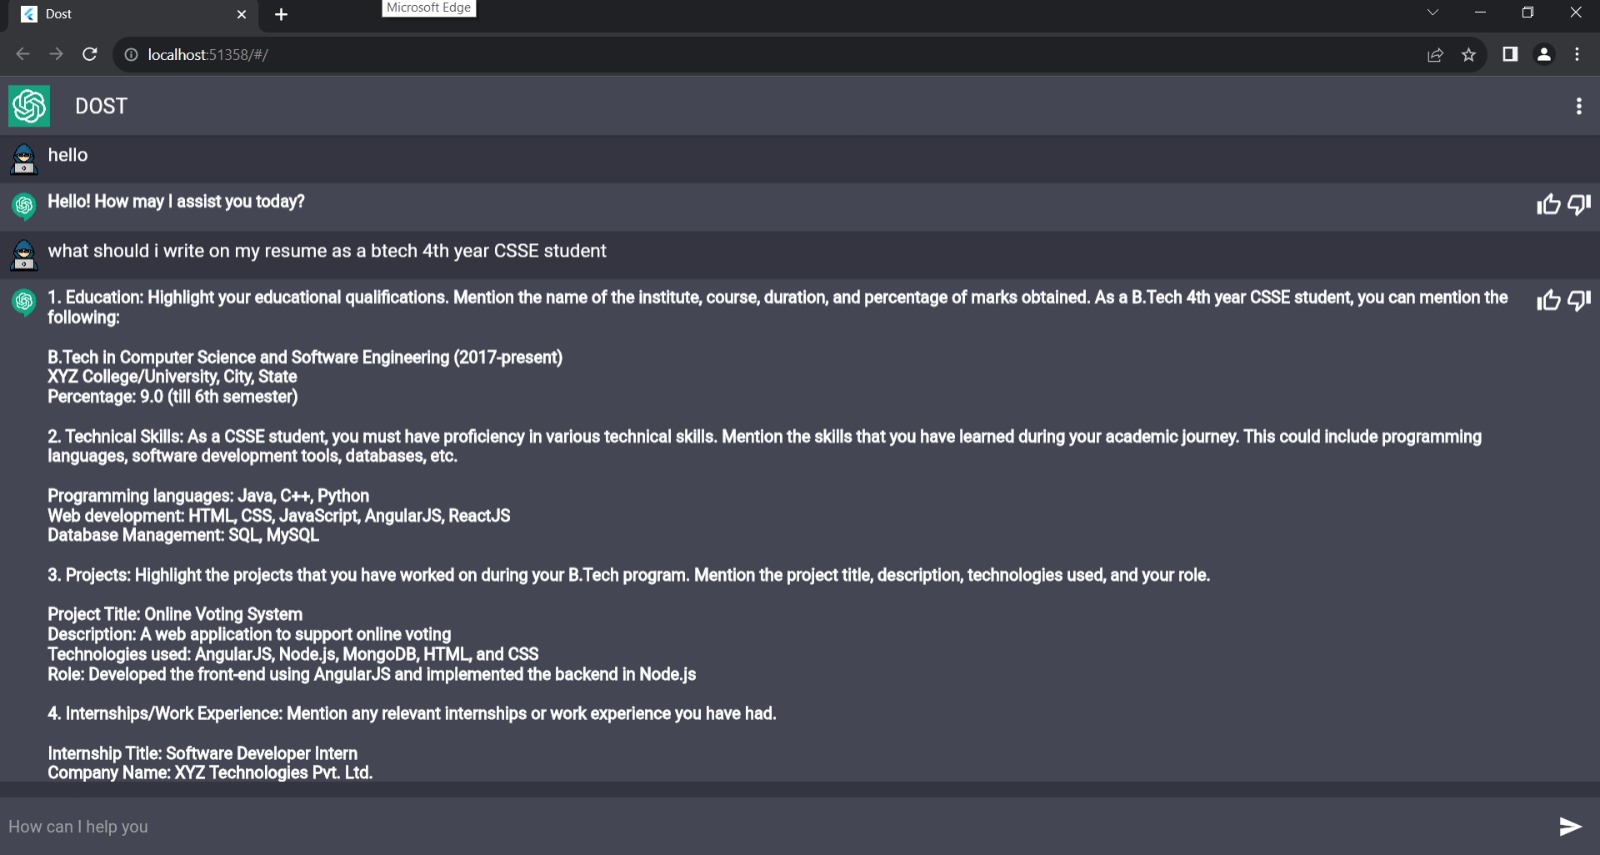 Dost
Microsoft Edge
localhost:51358/#/
DOST
hello
Hello! How may I assist you today?
what should i write on my resume as a btech 4th year CSSE student
1. Education: Highlight your educational qualifications. Mention the name of the institute, course, duration, and percentage of marks obtained. As a B.Tech 4th year CSSE student, you can mention the
following:
B.Tech in Computer Science and Software Engineering (2017-present)
XYZ College/University, City, State
Percentage: 9.0 (till 6th semester)
2. Technical Skills: As a CSSE student, you must have proficiency in various technical skills. Mention the skills that you have learned during your academic journey. This could include programming
languages, software development tools, databases, etc.
Programming languages: Java, C++, Python
Web development: HTML, CSS, JavaScript, AngularJS, ReactJS
Database Management: SQL, MySQL
3. Projects: Highlight the projects that you have worked on during your B.Tech program. Mention the project title, description, technologies used, and your role.
Project Title: Online Voting System
Description: A web application to support online voting
Technologies used: AngularJS, Node.js, MongoDB, HTML, and CSS
Role: Developed the front-end using AngularJS and implemented the backend in Node.js
4. Internships/Work Experience: Mention any relevant internships or work experience you have had.
Internship Title: Software Developer Intern
Company Name: XYZ Technologies Pvt. Ltd.
How can I help you